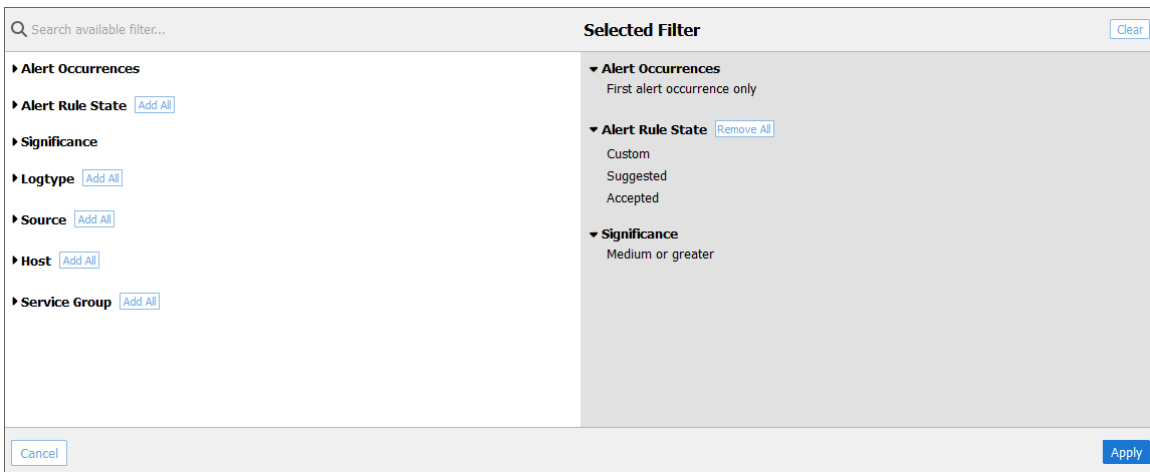 Search available filter...
Selected Filter
Clear
Alert Occurrences
Alert Rule State Add All
Significance
Logtype Add All
Source Add All
Host Add All
Service Group Add All
Alert Occurrences
First alert occurrence only
Alert Rule State Remove All
Custom
Suggested
Accepted
Significance
Medium or greater
Cancel
Apply